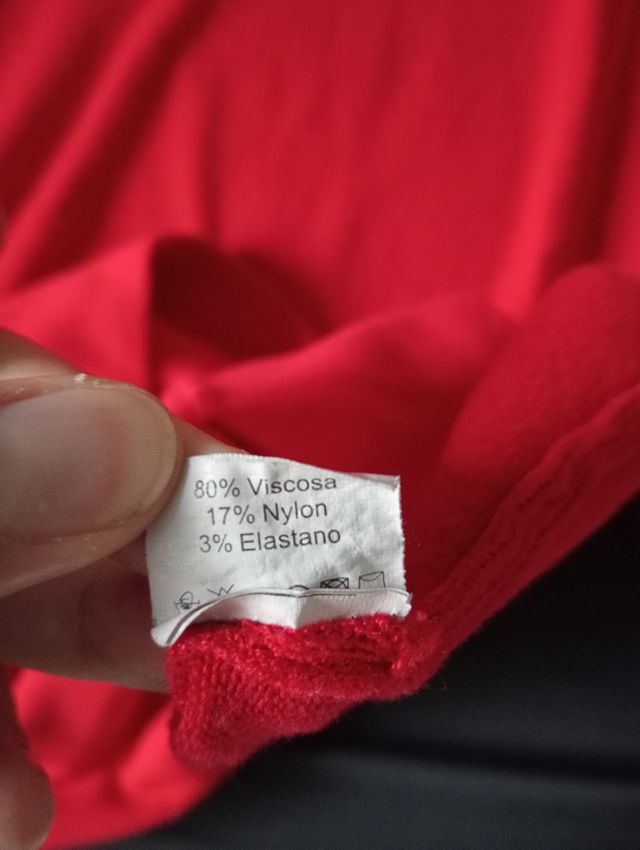 80% Viscosa
17% Nylon
3% Elastano